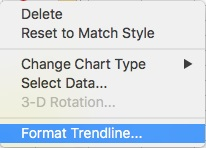 Delete
Reset to Match Style
Change Chart Type
Select Data...
3-D Rotation...
Format Trendline...